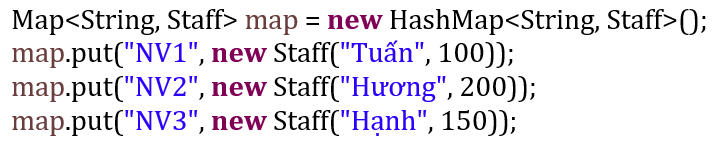 Map<String, Staff> map = new HashMap<String, Staff>();
map.put("NV1", new Staff("Tuấn", 100));
map.put("NV2", new Staff("Hương", 200));
map.put("NV3", new Staff("Hạnh", 150));